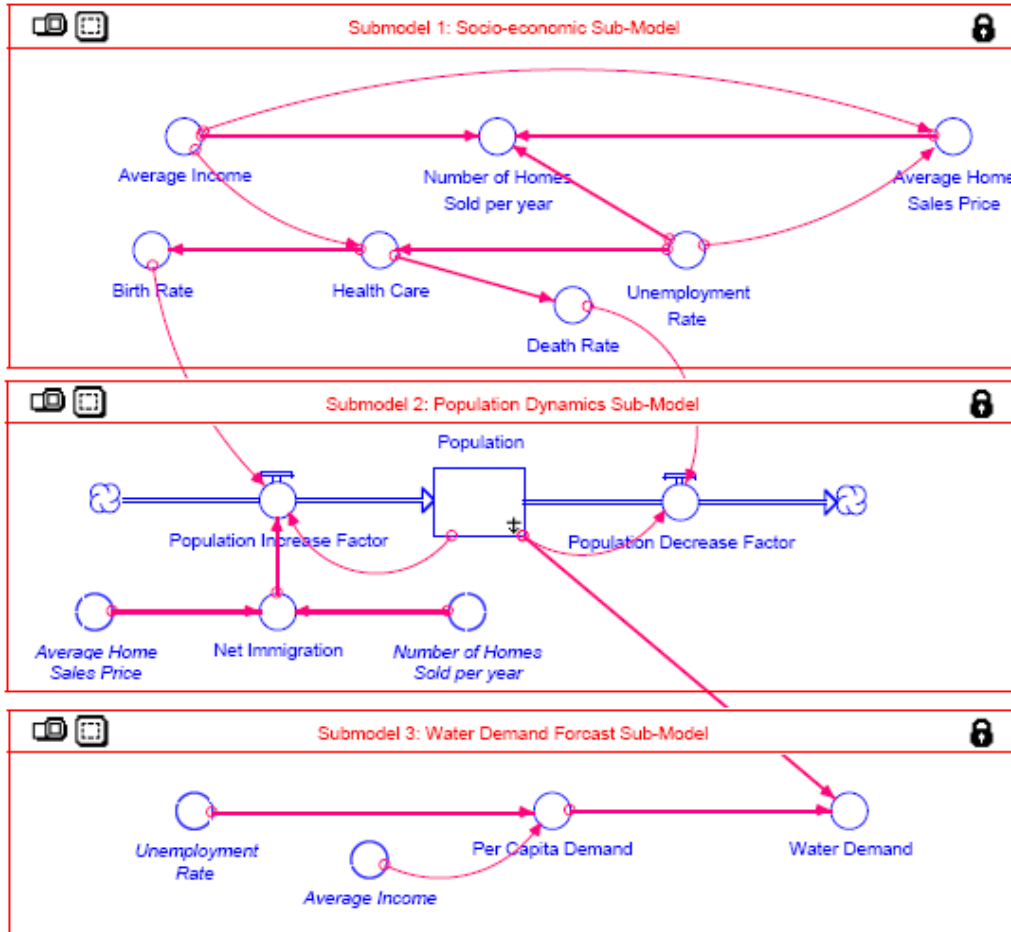 Submodel 1: Socio-economic Sub-Model
Average Income
Number of Homes
Sold per year
Average Home
Sales Price
Birth Rate
Health Care
Unemployment
Rate
Death Rate
Submodel 2: Population Dynamics Sub-Model
Population
Population Increase Factor
Population Decrease Factor
Average Home
Sales Price
Net Immigration
Number of Homes
Sold per year
Submodel 3: Water Demand Forcast Sub-Model
Unemployment
Rate
Per Capita Demand
Water Demand
Average Income